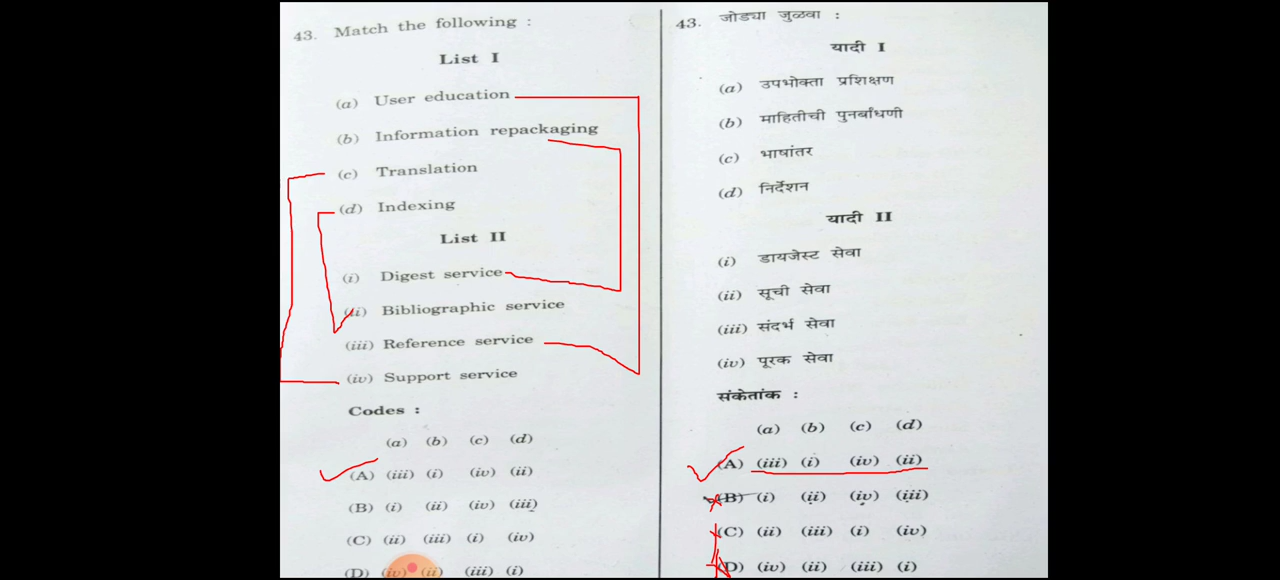 43. Match the following :
List I
(a) User education
(b) Information repackaging
(c) Translation
(d) Indexing
List II
(i) Digest service
(ii) Bibliographic service
(iii) Reference service
(iv) Support service
Codes :
(a) (b) (c) (d)
(A) (iii) (i) (iv) (ii)
(B) (i) (ii) (iv) (iii)
(C) (ii) (iii) (i) (iv)
(D) (iv) (ii) (iii) (i)
43. जोड्या जुळवा :
यादी I
(a) उपभोक्ता प्रशिक्षण
(b) माहितीची पुनर्बांधणी
(c) भाषांतर
(d) निर्देशन
यादी II
(i) डायजेस्ट सेवा
(ii) सूची सेवा
(iii) संदर्भ सेवा
(iv) पूरक सेवा
संकेतांक :
(a) (b) (c) (d)
(A) (iii) (i) (iv) (ii)
(B) (i) (ii) (iv) (iii)
(C) (ii) (iii) (i) (iv)
(D) (iv) (ii) (iii) (i)